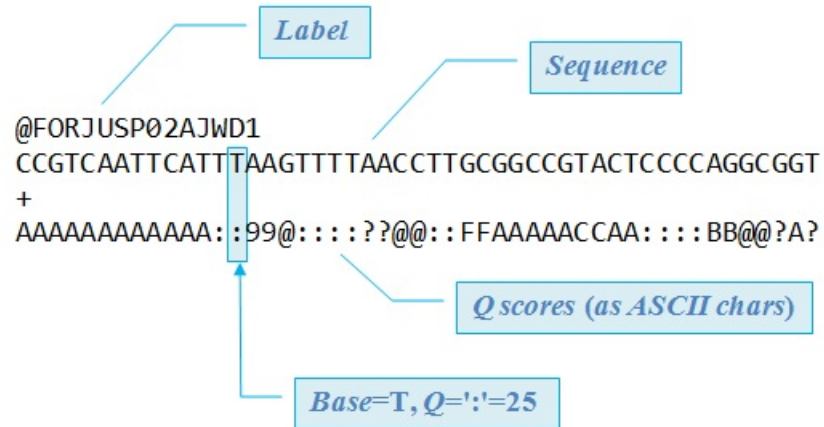 Label
Sequence
@FORJUSP02AJWD1
CCGTCAATTCATTTAAGTTTTAACCTTGCGGCCGTACTCCCCAGGCGGT
+
AAAAAAAAAAAA::99@::::??@@::FFAAAAACCAA::::BB@@?A?
Q scores (as ASCII chars)
Base=T, Q=':'=25